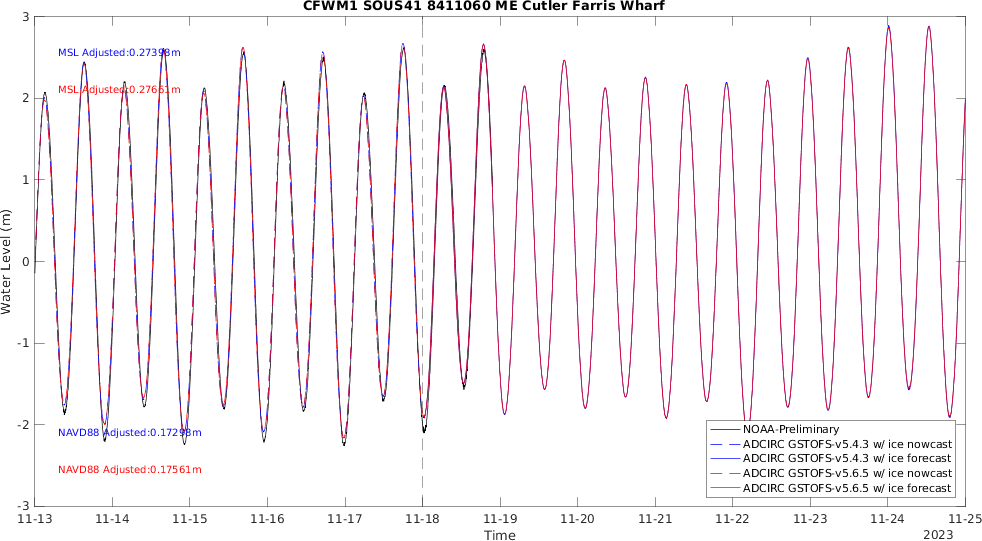 CFWM1 SOUS41 8411060 ME Cutler Farris Wharf
3
MSL Adjusted:0.27398m
MSL Adjusted:0.27661m
2
1
Water Level (m)
0
-1
-2
NAVD88 Adjusted:0.17298m
NOAA-Preliminary
ADCIRC GSTOFS-v5.4.3 w/ ice nowcast
ADCIRC GSTOFS-v5.4.3 w/ ice forecast
NAVD88 Adjusted:0.17561m
ADCIRC GSTOFS-v5.6.5 w/ ice nowcast
ADCIRC GSTOFS-v5.6.5 w/ ice forecast
-3
11-13 11-14 11-15 11-16 11-17 11-18 11-19 11-20 11-21 11-22 11-23 11-24 11-25
Time
2023